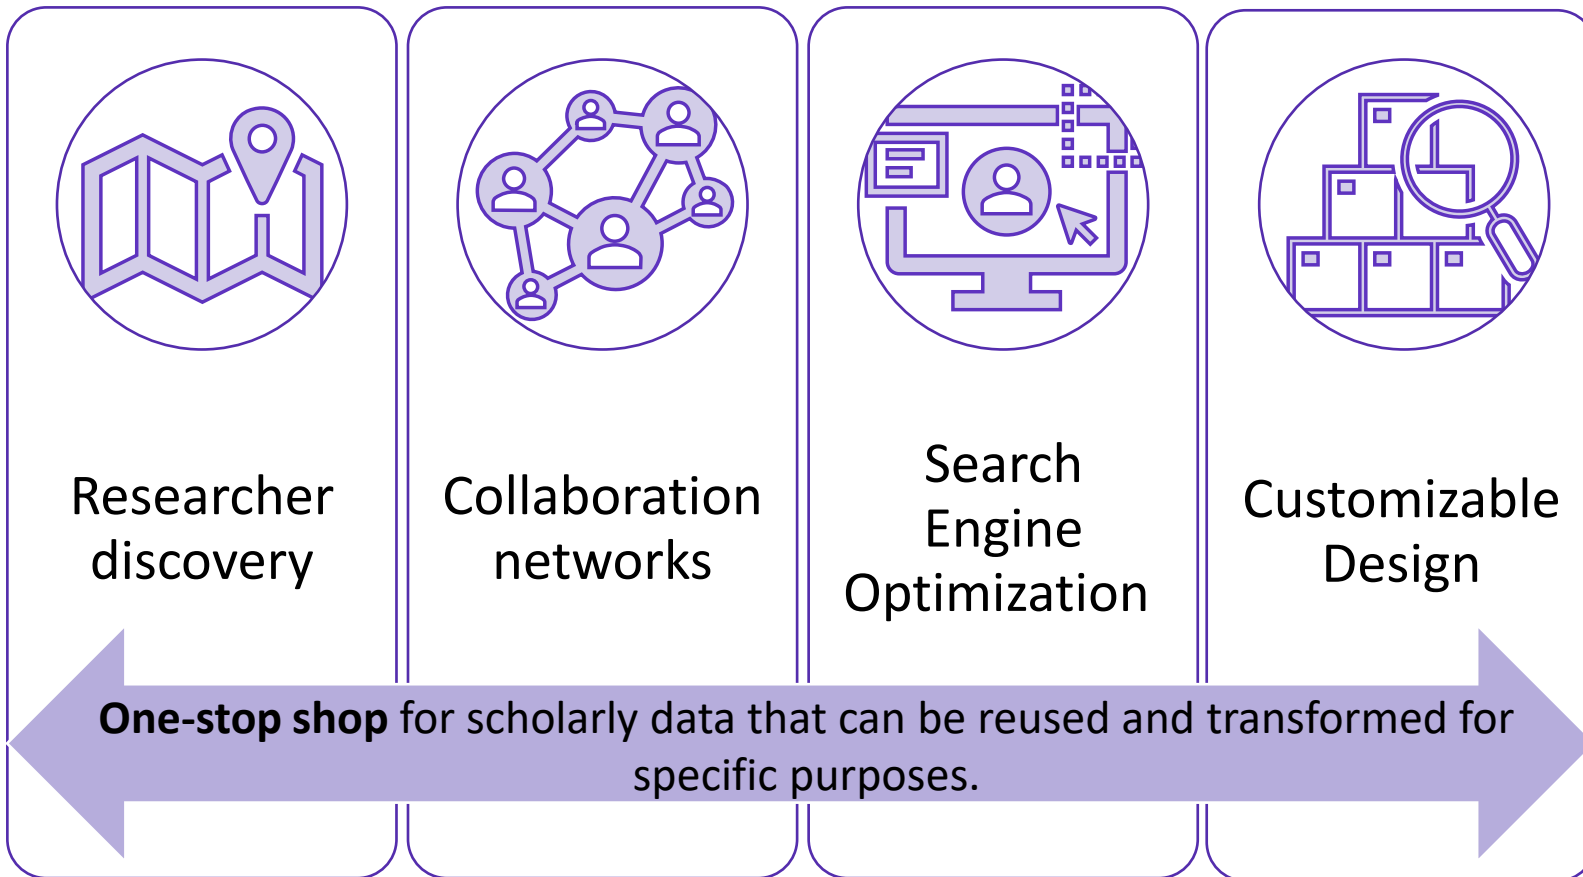 Researcher
discovery
Collaboration
networks
Search
Engine
Optimization
Customizable
Design
One-stop shop for scholarly data that can be reused and transformed for
specific purposes.